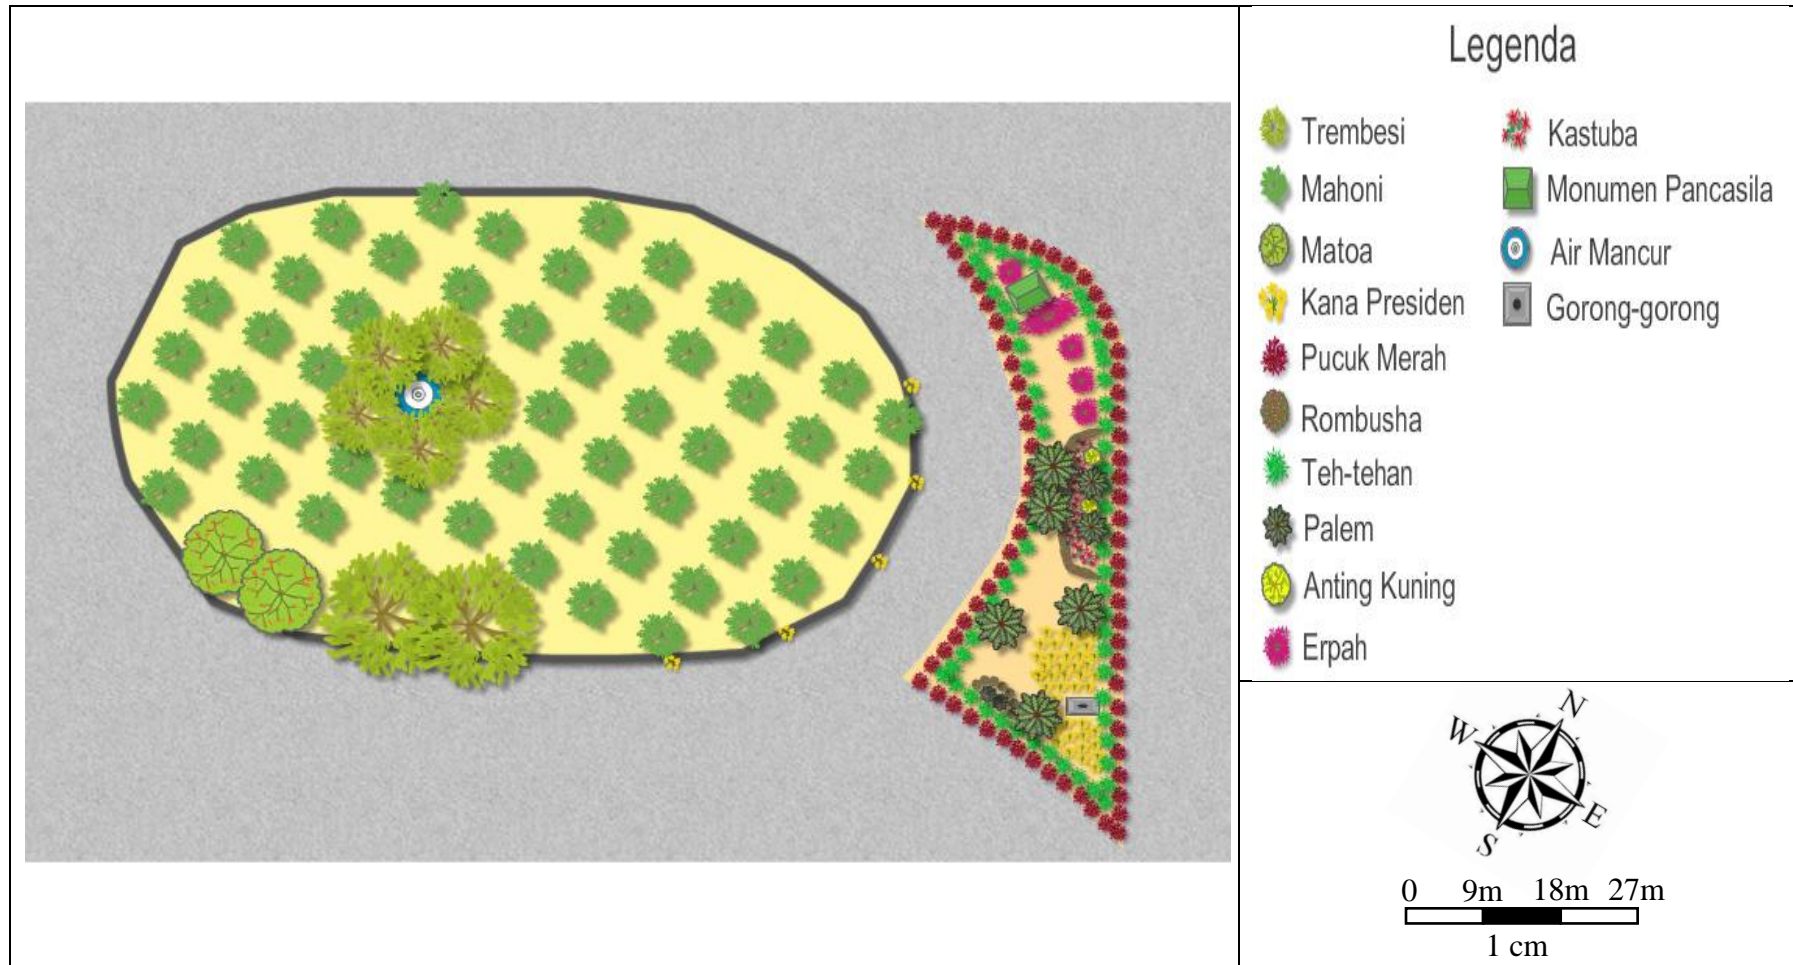 Legenda
Trembesi
Mahoni
Matoa
Kana Presiden
Pucuk Merah
Rombusha
Teh-tehan
Palem
Anting Kuning
Erpah
Kastuba
Monumen Pancasila
Air Mancur
Gorong-gorong
N
W
E
S
0 9m 18m 27m
1 cm